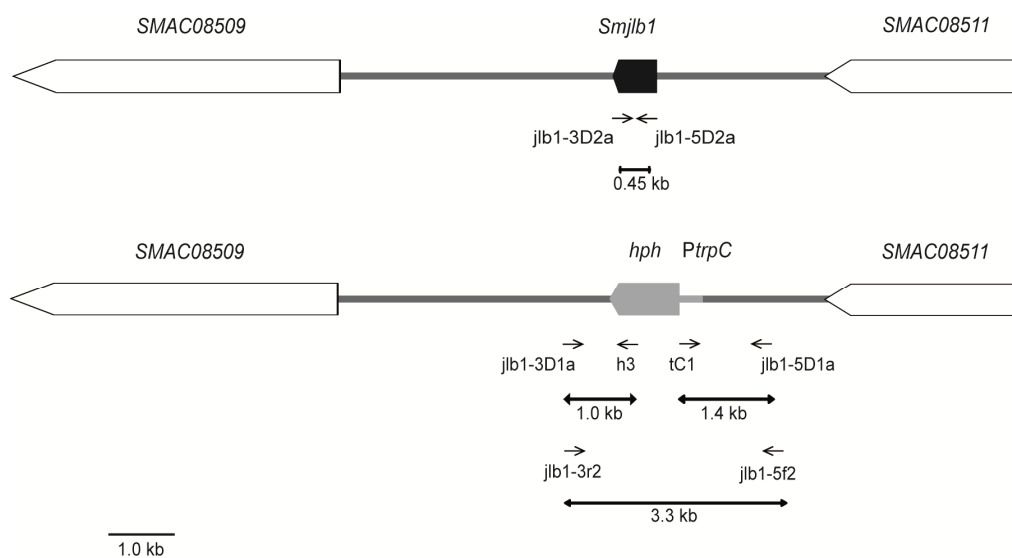 SMAC08509 Smjlb1 SMAC08511
jlb1-3D2a jlb1-5D2a
0.45 kb
SMAC08509 hph PtrpC SMAC08511
jlb1-3D1a h3 tC1 jlb1-5D1a
1.0 kb 1.4 kb
jlb1-3r2 jlb1-5f2
3.3 kb
1.0 kb